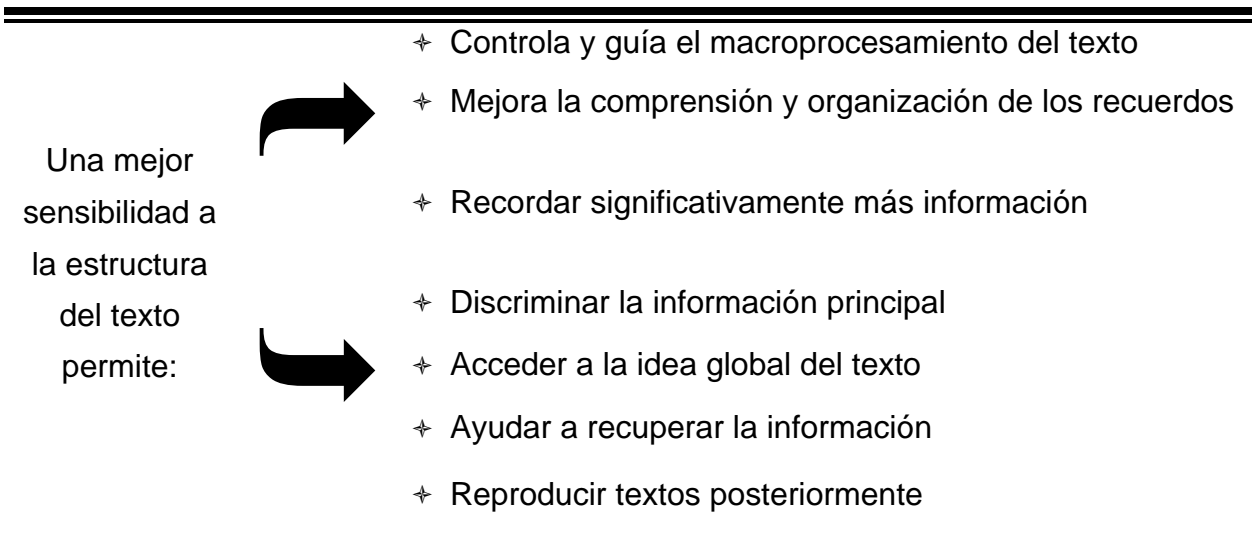 Una mejor
sensibilidad a
la estructura
del texto
permite:
Controla y guía el macroprocesamiento del texto
Mejora la comprensión y organización de los recuerdos
Recordar significativamente más información
Discriminar la información principal
Acceder a la idea global del texto
Ayudar a recuperar la información
Reproducir textos posteriormente